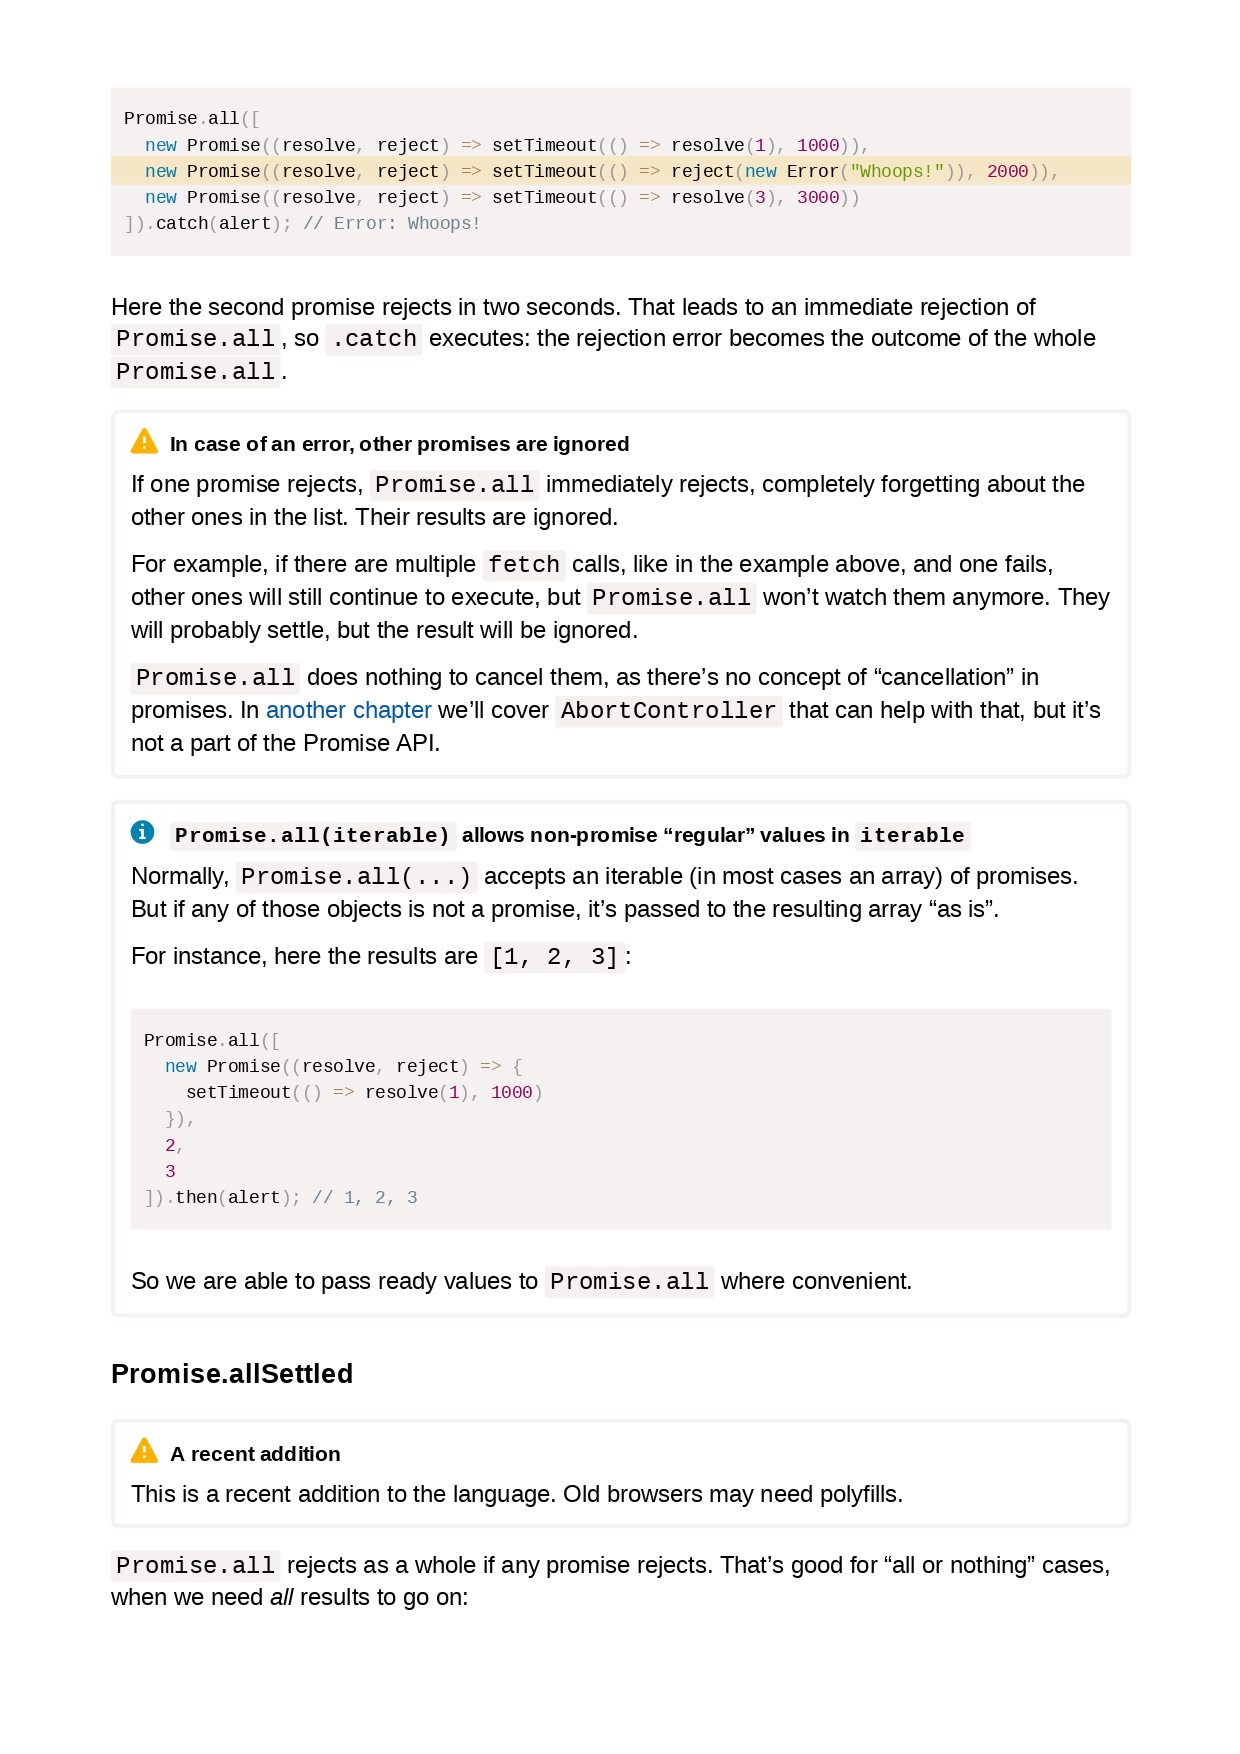 Promise.all([
  new Promise((resolve, reject) => setTimeout(() => resolve(1), 1000)),
  new Promise((resolve, reject) => setTimeout(() => reject(new Error("Whoops!")), 2000)),
  new Promise((resolve, reject) => setTimeout(() => resolve(3), 3000))
]).catch(alert); // Error: Whoops!
Here the second promise rejects in two seconds. That leads to an immediate rejection of
Promise.all, so .catch executes: the rejection error becomes the outcome of the whole
Promise.all.
In case of an error, other promises are ignored
If one promise rejects, Promise.all immediately rejects, completely forgetting about the
other ones in the list. Their results are ignored.
For example, if there are multiple fetch calls, like in the example above, and one fails,
other ones will still continue to execute, but Promise.all won’t watch them anymore. They
will probably settle, but the result will be ignored.
Promise.all does nothing to cancel them, as there’s no concept of “cancellation” in
promises. In another chapter we’ll cover AbortController that can help with that, but it’s
not a part of the Promise API.
Promise.all(iterable) allows non-promise “regular” values in iterable
Normally, Promise.all(...) accepts an iterable (in most cases an array) of promises.
But if any of those objects is not a promise, it’s passed to the resulting array “as is”.
For instance, here the results are [1, 2, 3]:
Promise.all([
  new Promise((resolve, reject) => {
    setTimeout(() => resolve(1), 1000)
  }),
  2,
  3
]).then(alert); // 1, 2, 3
So we are able to pass ready values to Promise.all where convenient.
Promise.allSettled
A recent addition
This is a recent addition to the language. Old browsers may need polyfills.
Promise.all rejects as a whole if any promise rejects. That’s good for “all or nothing” cases,
when we need all results to go on: